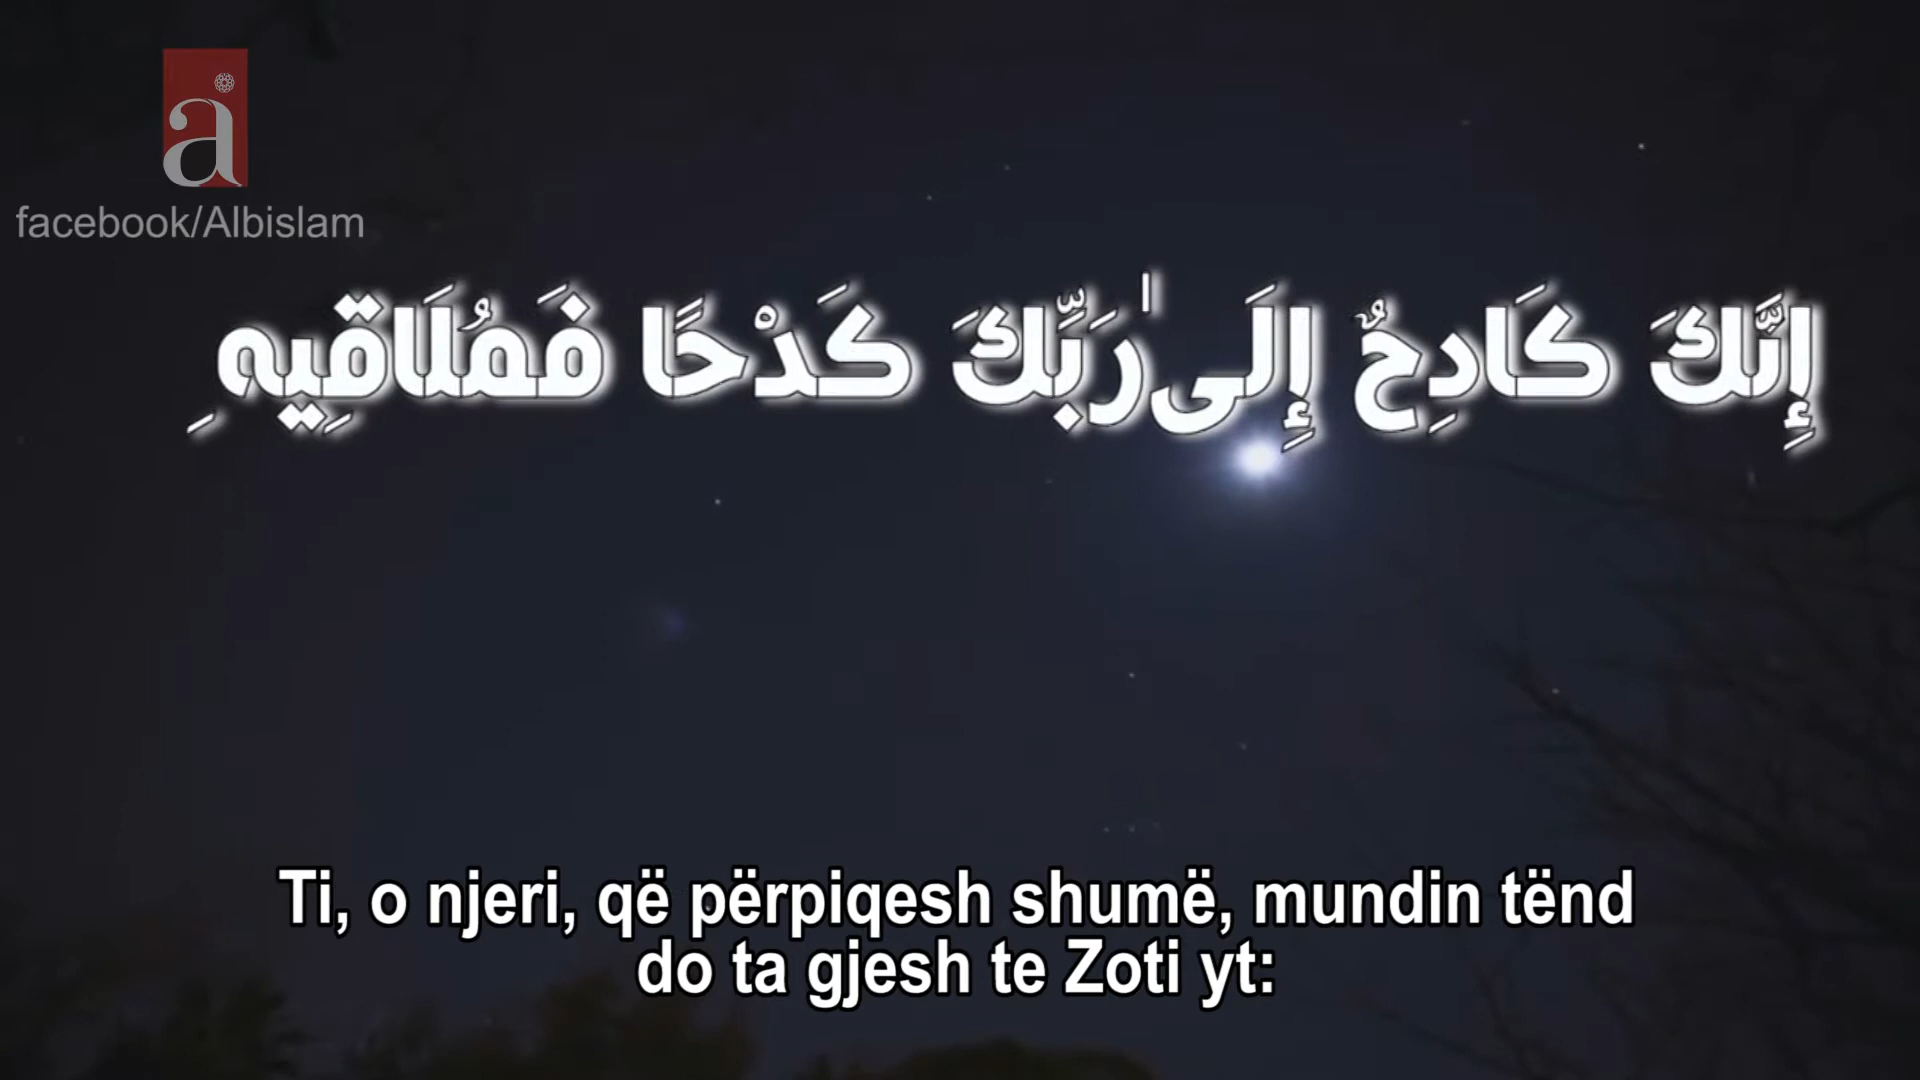 a
facebook/Albislam
إِنَّكَ كَادِحٌ إِلَىٰ رَبِّكَ كَدْحًا فَمُلَاقِيهِ
Ti, o njeri, që përpiqesh shumë, mundin tënd
do ta gjesh te Zoti yt: